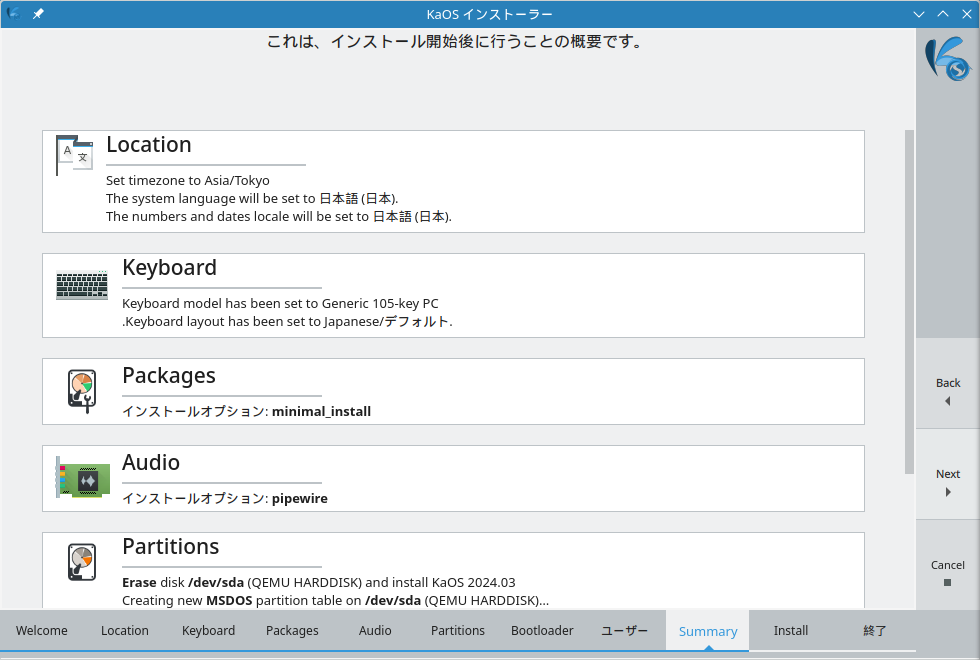 KaOS インストーラー
これは、インストール開始後に行うことの概要です。
Location
Set timezone to Asia/Tokyo
The system language will be set to 日本語 (日本).
The numbers and dates locale will be set to 日本語 (日本).
Keyboard
Keyboard model has been set to Generic 105-key PC
.Keyboard layout has been set to Japanese/デフォルト.
Packages
インストールオプション: minimal_install
Audio
インストールオプション: pipewire
Partitions
Erase disk /dev/sda (QEMU HARDDISK) and install KaOS 2024.03
Creating new MSDOS partition table on /dev/sda (QEMU HARDDISK)...
Back
Next
Cancel
Welcome Location Keyboard Packages Audio Partitions Bootloader ユーザー Summary Install 終了